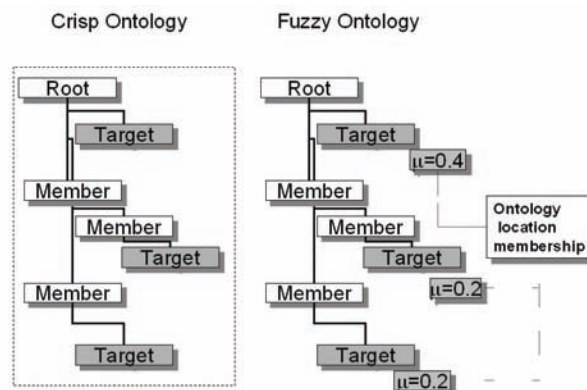 Crisp Ontology
Fuzzy Ontology
Root
Target
Member
Member
Target
Member
Target
Root
Target
μ=0.4
Member
Member
Target
μ=0.2
Member
Target
μ=0.2
Ontology
location
membership